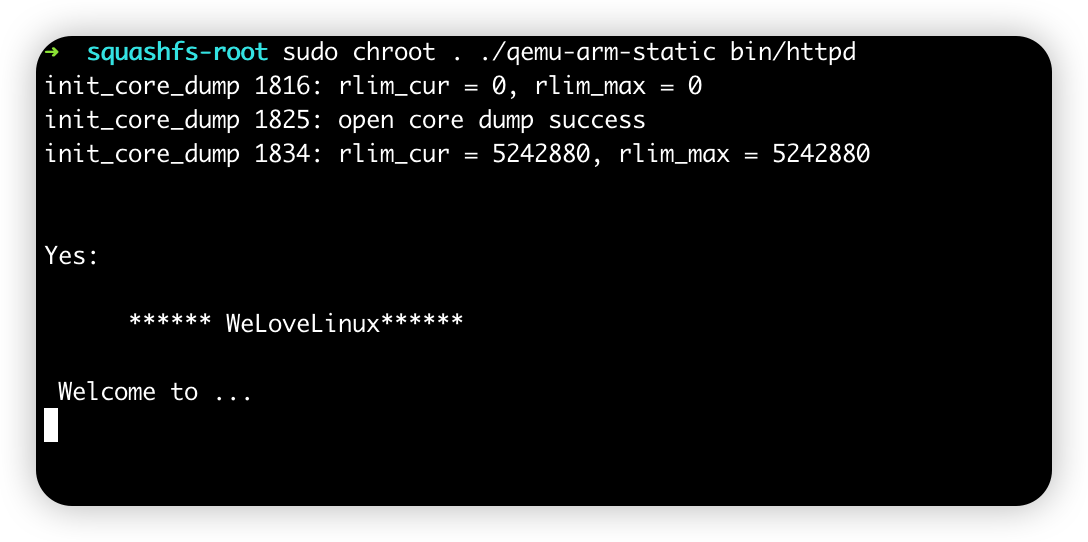 ➜  squashfs-root sudo chroot . ./qemu-arm-static bin/httpd
init_core_dump 1816: rlim_cur = 0, rlim_max = 0
init_core_dump 1825: open core dump success
init_core_dump 1834: rlim_cur = 5242880, rlim_max = 5242880
Yes:
****** WeLoveLinux******
Welcome to ...